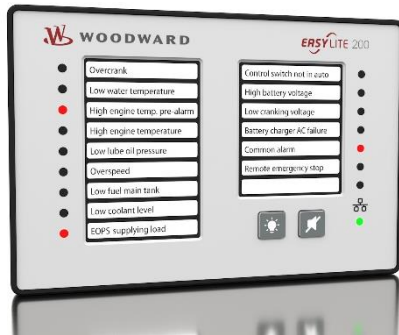 WOODWARD
EASYLITE 200
Overcrank
Low water temperature
High engine temp. pre-alarm
High engine temperature
Low lube oil pressure
Overspeed
Low fuel main tank
Low coolant level
EOPS supplying load
Control switch not in auto
High battery voltage
Low cranking voltage
Battery charger AC failure
Common alarm
Remote emergency stop